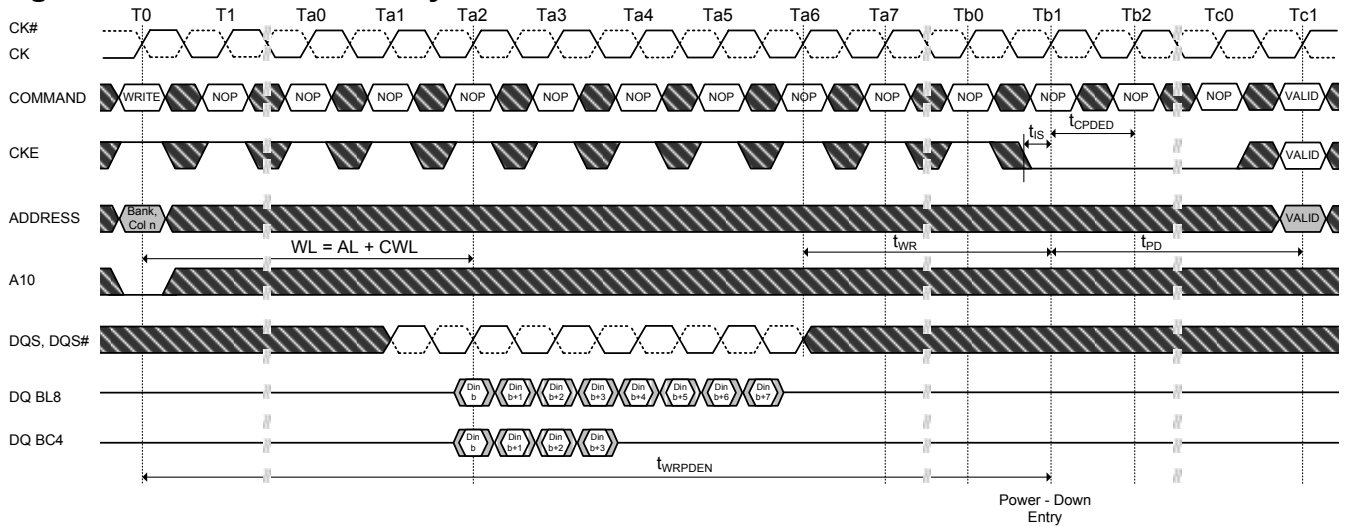 T0 T1 Ta0 Ta1 Ta2 Ta3 Ta4 Ta5 Ta6 Ta7 Tb0 Tb1 Tb2 Tc0 Tc1
CK#
CK
COMMAND WRITE NOP NOP NOP NOP NOP NOP NOP NOP NOP NOP NOP NOP NOP VALID
tIS tCPDED
CKE VALID
ADDRESS Bank, Col n VALID
WL = AL + CWL tWR tPD
A10
DQS, DQS#
DQ BL8 Din b Din b+1 Din b+2 Din b+3 Din b+4 Din b+5 Din b+6 Din b+7
DQ BC4 Din b Din b+1 Din b+2 Din b+3
tWRPDEN
Power - Down
Entry